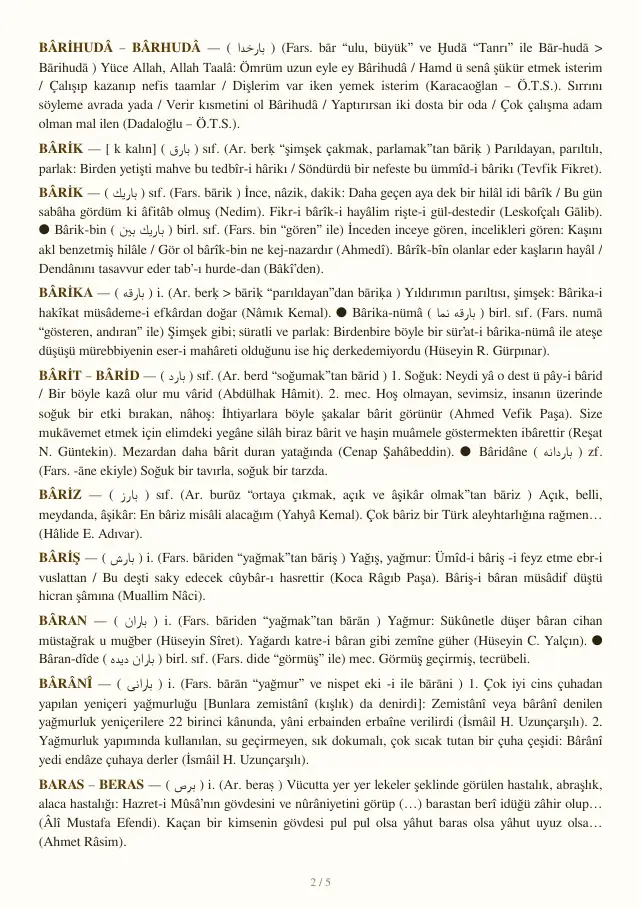 BÂRİHUDÂ – BÂRHUDÂ — ( بارخدا ) (Fars. bār “ulu, büyük” ve Ḫudā “Tanrı” ile Bār-hudā >
Bārihudā ) Yüce Allah, Allah Taalâ: Ömrüm uzun eyle ey Bârihudâ / Hamd ü senâ şükür etmek isterim
/ Çalışıp kazanıp nefis taamlar / Dişlerim var iken yemek isterim (Karacaoğlan – Ö.T.S.). Sırrını
söyleme avrada yada / Verir kısmetini ol Bârihudâ / Yaptırırsan iki dosta bir oda / Çok çalışma adam
olman mal ilen (Dadaloğlu – Ö.T.S.).
BÂRİK — [ k kalın] ( بارق ) sıf. (Ar. berḳ “şimşek çakmak, parlamak”tan bāriḳ ) Parıldayan, parıltılı,
parlak: Birden yetişti mahve bu tedbîr-i hârikı / Söndürdü bir nefeste bu ümmîd-i bârikı (Tevfik Fikret).
BÂRÎK — ( باريك ) sıf. (Fars. bārik ) İnce, nâzik, dakik: Daha geçen aya dek bir hilâl idi bârîk / Bu gün
sabâha gördüm ki âfitâb olmuş (Nedim). Fikr-i bârîk-i hayâlim rişte-i gül-destedir (Leskofçalı Gâlib).
● Bârik-bin ( باريك بين ) birl. sıf. (Fars. bin “gören” ile) İnceden inceye gören, incelikleri gören: Kaşını
akl benzetmiş hilâle / Gör ol bârîk-bin ne kej-nazardır (Ahmedî). Bârîk-bîn olanlar eder kaşların hayâl /
Dendânını tasavvur eder tab’-ı hurde-dan (Bâkî’den).
BÂRİKA — ( بارقه ) i. (Ar. berḳ > bāriḳ “parıldayan”dan bāriḳa ) Yıldırımın parıltısı, şimşek: Bârika-i
hakîkat müsâdeme-i efkârdan doğar (Nâmık Kemal). ● Bârika-nümâ ( بارقه نما ) birl. sıf. (Fars. numā
“gösteren, andıran” ile) Şimşek gibi; süratli ve parlak: Birdenbire böyle bir sür’at-i bârika-nümâ ile ateşe
düşüşü mürebbiyenin eser-i mahâreti olduğunu ise hiç derkedemiyordu (Hüseyin R. Gürpınar).
BÂRİT – BÂRİD — ( بارد ) sıf. (Ar. berd “soğumak”tan bārid ) 1. Soğuk: Neydi yâ o dest ü pây-i bârid
/ Bir böyle kazâ olur mu vârid (Abdülhak Hâmit). 2. mec. Hoş olmayan, sevimsiz, insanın üzerinde
soğuk bir etki bırakan, nâhoş: İhtiyarlara böyle şakalar bârit görünür (Ahmed Vefik Paşa). Size
mukāvemet etmek için elimdeki yegâne silâh biraz bârit ve haşin muâmele göstermekten ibârettir (Reşat
N. Güntekin). Mezardan daha bârit duran yatağında (Cenap Şahâbeddin). ● Bâridâne ( باردانه ) zf.
(Fars. -āne ekiyle) Soğuk bir tavırla, soğuk bir tarzda.
BÂRİZ — ( بارز ) sıf. (Ar. burūz “ortaya çıkmak, açık ve âşikâr olmak”tan bāriz ) Açık, belli,
meydanda, âşikâr: En bâriz misâli alacağım (Yahyâ Kemal). Çok bâriz bir Türk aleyhtarlığına rağmen…
(Hâlide E. Adıvar).
BÂRİŞ — ( بارش ) i. (Fars. bāriden “yağmak”tan bāriş ) Yağış, yağmur: Ümîd-i bâriş -i feyz etme ebr-i
vuslattan / Bu deşti saky edecek cûybâr-ı hasrettir (Koca Râgıb Paşa). Bâriş-i bâran müsâdif düştü
hicran şâmına (Muallim Nâci).
BÂRAN — ( باران ) i. (Fars. bāriden “yağmak”tan bārān ) Yağmur: Sükûnetle düşer bâran cihan
müstağrak u muğber (Hüseyin Sîret). Yağardı katre-i bâran gibi zemîne güher (Hüseyin C. Yalçın). ●
Bâran-dîde ( باران ديده ) birl. sıf. (Fars. dide “görmüş” ile) mec. Görmüş geçirmiş, tecrübeli.
BÂRÂNÎ — ( بارانى ) i. (Fars. bārān “yağmur” ve nispet eki -i ile bārāni ) 1. Çok iyi cins çuhadan
yapılan yeniçeri yağmurluğu [Bunlara zemistânî (kışlık) da denirdi]: Zemistânî veya bârânî denilen
yağmurluk yeniçerilere 22 birinci kânunda, yâni erbainden erbaîne verilirdi (İsmâil H. Uzunçarşılı). 2.
Yağmurluk yapımında kullanılan, su geçirmeyen, sık dokumalı, çok sıcak tutan bir çuha çeşidi: Bârânî
yedi endâze çuhaya derler (İsmâil H. Uzunçarşılı).
BARAS – BERAS — ( برص ) i. (Ar. beraṣ ) Vücutta yer yer lekeler şeklinde görülen hastalık, abraşlık,
alaca hastalığı: Hazret-i Mûsâ’nın gövdesini ve nûrâniyetini görüp (…) barastan berî idüğü zâhir olup…
(Âlî Mustafa Efendi). Kaçan bir kimsenin gövdesi pul pul olsa yâhut baras olsa yâhut uyuz olsa…
(Ahmet Râsim).
2 / 5